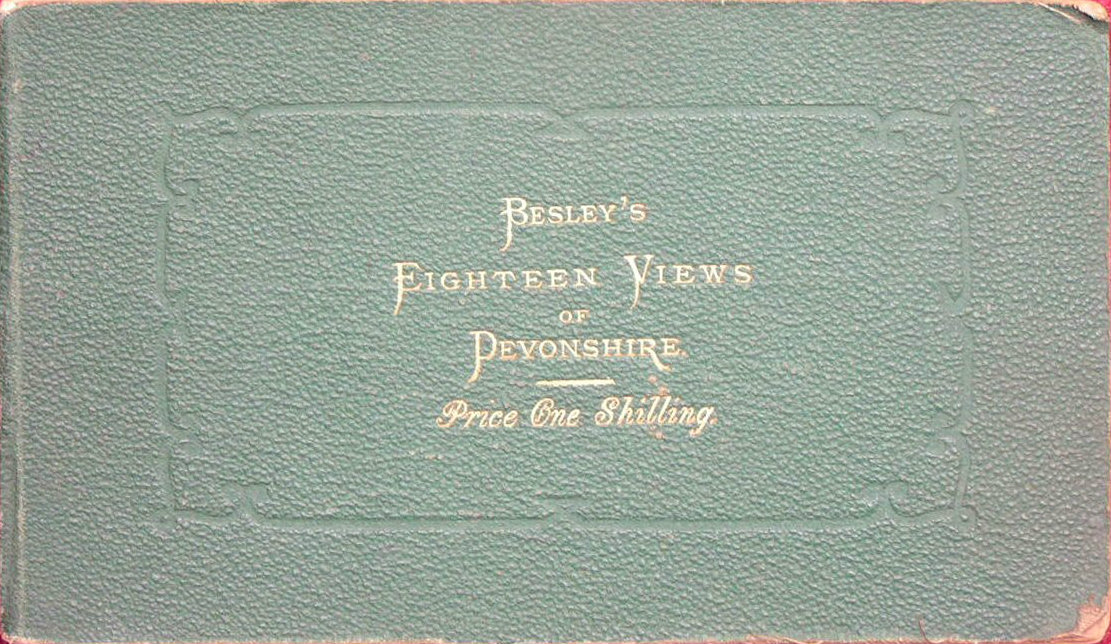 Besley's
Eighteen Views
of
Devonshire.
Price One Shilling.